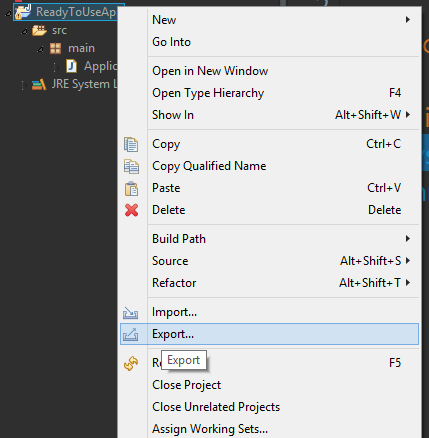 ReadyToUseAp
src
main
Applic
JRE System L
New
Go Into
Open in New Window
Open Type Hierarchy F4
Show In Alt+Shift+W
Copy Ctrl+C
Copy Qualified Name
Paste Ctrl+V
Delete Delete
Build Path
Source Alt+Shift+S
Refactor Alt+Shift+T
Import...
Export...
Export
F5
Close Project
Close Unrelated Projects
Assign Working Sets...